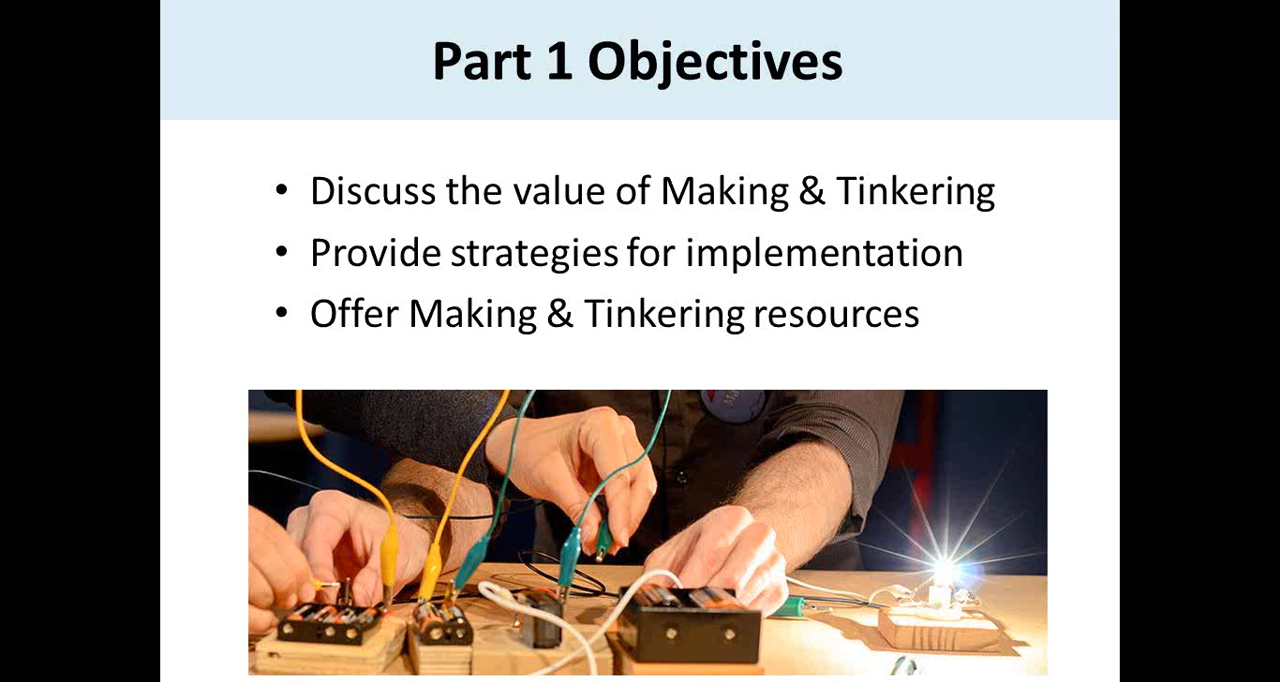 Part 1 Objectives
• Discuss the value of Making & Tinkering
• Provide strategies for implementation
• Offer Making & Tinkering resources